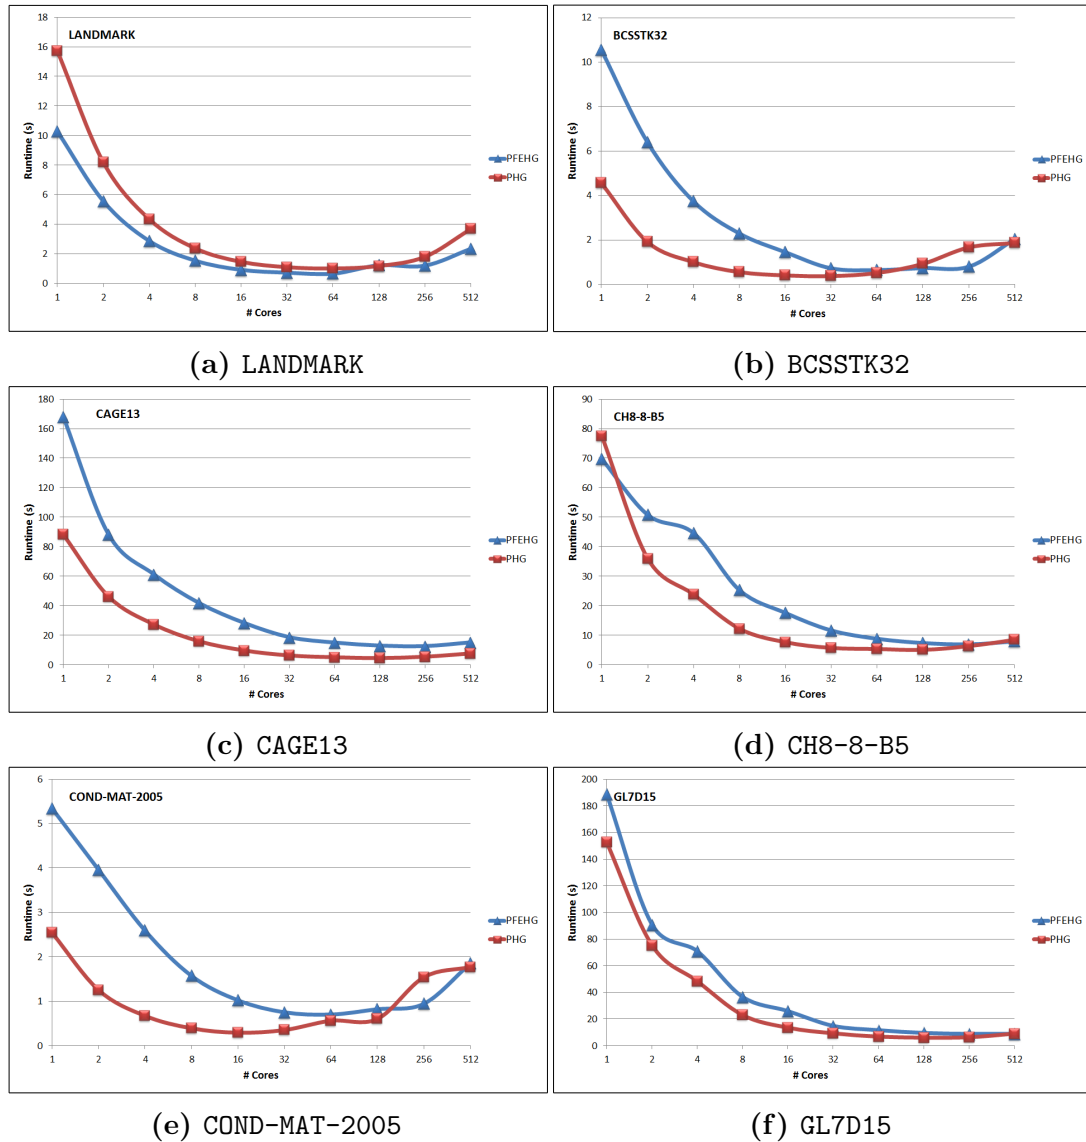 LANDMARK
18
16
14
12
10
8
6
4
2
0
Runtime (s)
1 2 4 8 16 32 64 128 256 512
# Cores
PFEHG
PHG
(a) LANDMARK
BCSSTK32
12
10
8
6
4
2
0
Runtime (s)
1 2 4 8 16 32 64 128 256 512
# Cores
PFEHG
PHG
(b) BCSSTK32
CAGE13
180
160
140
120
100
80
60
40
20
0
Runtime (s)
1 2 4 8 16 32 64 128 256 512
# Cores
PFEHG
PHG
(c) CAGE13
CH8-8-B5
90
80
70
60
50
40
30
20
10
0
Runtime (s)
1 2 4 8 16 32 64 128 256 512
# Cores
PFEHG
PHG
(d) CH8-8-B5
COND-MAT-2005
6
5
4
3
2
1
0
Runtime (s)
1 2 4 8 16 32 64 128 256 512
# Cores
PFEHG
PHG
(e) COND-MAT-2005
GL7D15
200
180
160
140
120
100
80
60
40
20
0
Runtime (s)
1 2 4 8 16 32 64 128 256 512
# Cores
PFEHG
PHG
(f) GL7D15